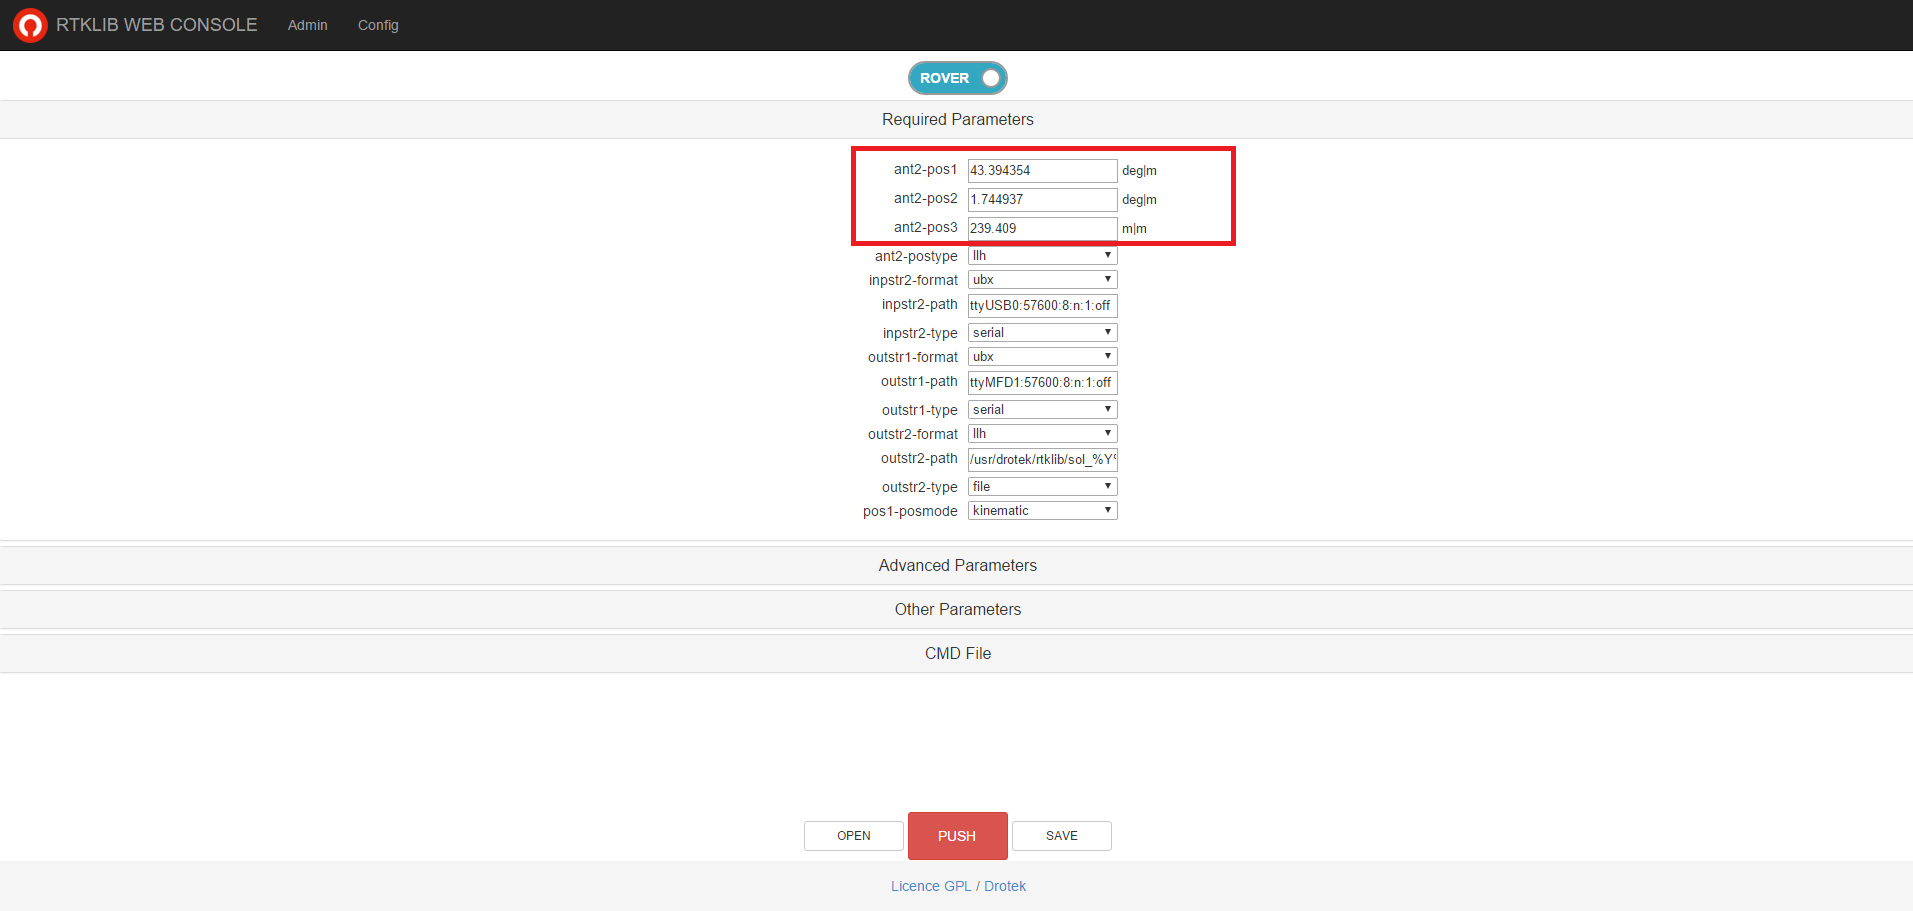 RTKLIB WEB CONSOLE Admin Config
ROVER
Required Parameters
ant2-pos1 43.394354 deg|m
ant2-pos2 1.744937 deg|m
ant2-pos3 239.409 m|m
ant2-postype llh
inpstr2-format ubx
inpstr2-path ttyUSB0:57600:8:n:1:off
inpstr2-type serial
outstr1-format ubx
outstr1-path ttyMFD1:57600:8:n:1:off
outstr1-type serial
outstr2-format llh
outstr2-path /usr/drotek/rtklib/sol_%Y
outstr2-type file
pos1-posmode kinematic
Advanced Parameters
Other Parameters
CMD File
OPEN PUSH SAVE
Licence GPL / Drotek